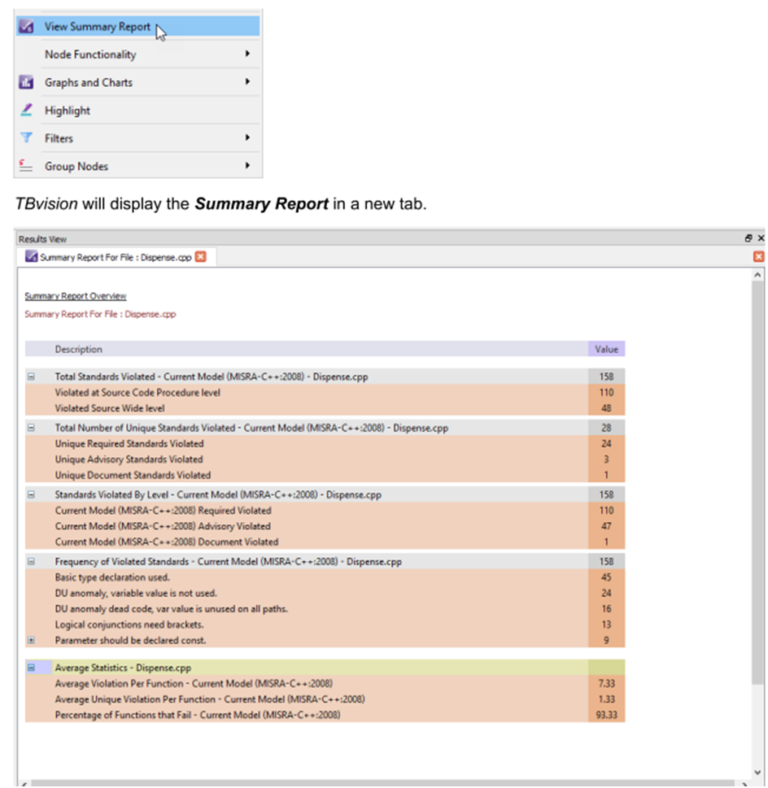 View Summary Report
Node Functionality
Graphs and Charts
Highlight
Filters
Group Nodes
TBvision will display the Summary Report in a new tab.
Results View
Summary Report For File : Dispense.cpp
Summary Report Overview
Summary Report For File : Dispense.cpp
Description Value
Total Standards Violated - Current Model (MISRA-C++:2008) - Dispense.cpp 158
Violated at Source Code Procedure level 110
Violated Source Wide level 48
Total Number of Unique Standards Violated - Current Model (MISRA-C++:2008) - Dispense.cpp 28
Unique Required Standards Violated 24
Unique Advisory Standards Violated 3
Unique Document Standards Violated 1
Standards Violated By Level - Current Model (MISRA-C++:2008) - Dispense.cpp 158
Current Model (MISRA-C++:2008) Required Violated 110
Current Model (MISRA-C++:2008) Advisory Violated 47
Current Model (MISRA-C++:2008) Document Violated 1
Frequency of Violated Standards - Current Model (MISRA-C++:2008) - Dispense.cpp 158
Basic type declaration used. 45
DU anomaly, variable value is not used. 24
DU anomaly dead code, var value is unused on all paths. 16
Logical conjunctions need brackets. 13
Parameter should be declared const. 9
Average Statistics - Dispense.cpp
Average Violation Per Function - Current Model (MISRA-C++:2008) 7.33
Average Unique Violation Per Function - Current Model (MISRA-C++:2008) 1.33
Percentage of Functions that Fail - Current Model (MISRA-C++:2008) 93.33